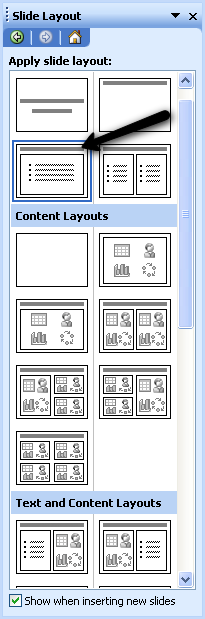 Slide Layout
Apply slide layout:
Content Layouts
Text and Content Layouts
Show when inserting new slides